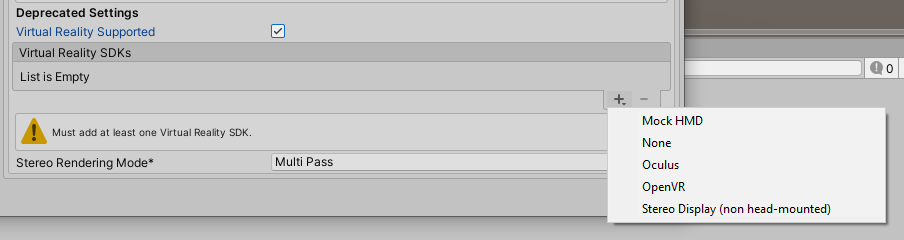 Deprecated Settings
Virtual Reality Supported
Virtual Reality SDKs
List is Empty
0
Mock HMD
None
Oculus
OpenVR
Stereo Display (non head-mounted)
Must add at least one Virtual Reality SDK.
Stereo Rendering Mode*
Multi Pass